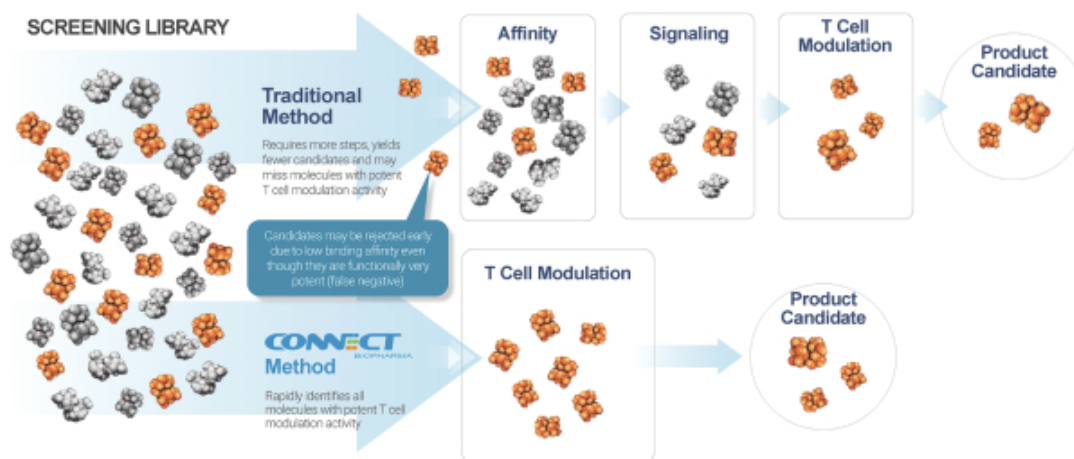 SCREENING LIBRARY
Traditional
Method
Requires more steps, yields
fewer candidates and may
miss molecules with potent
T cell modulation activity
Candidates may be rejected early
due to low binding affinity even
though they are functionally very
potent (false negative)
Affinity
Signaling
T Cell
Modulation
Product
Candidate
CONNECT
BIOPHARMA
Method
Rapidly identifies all
molecules with potent T cell
modulation activity
T Cell Modulation
Product
Candidate